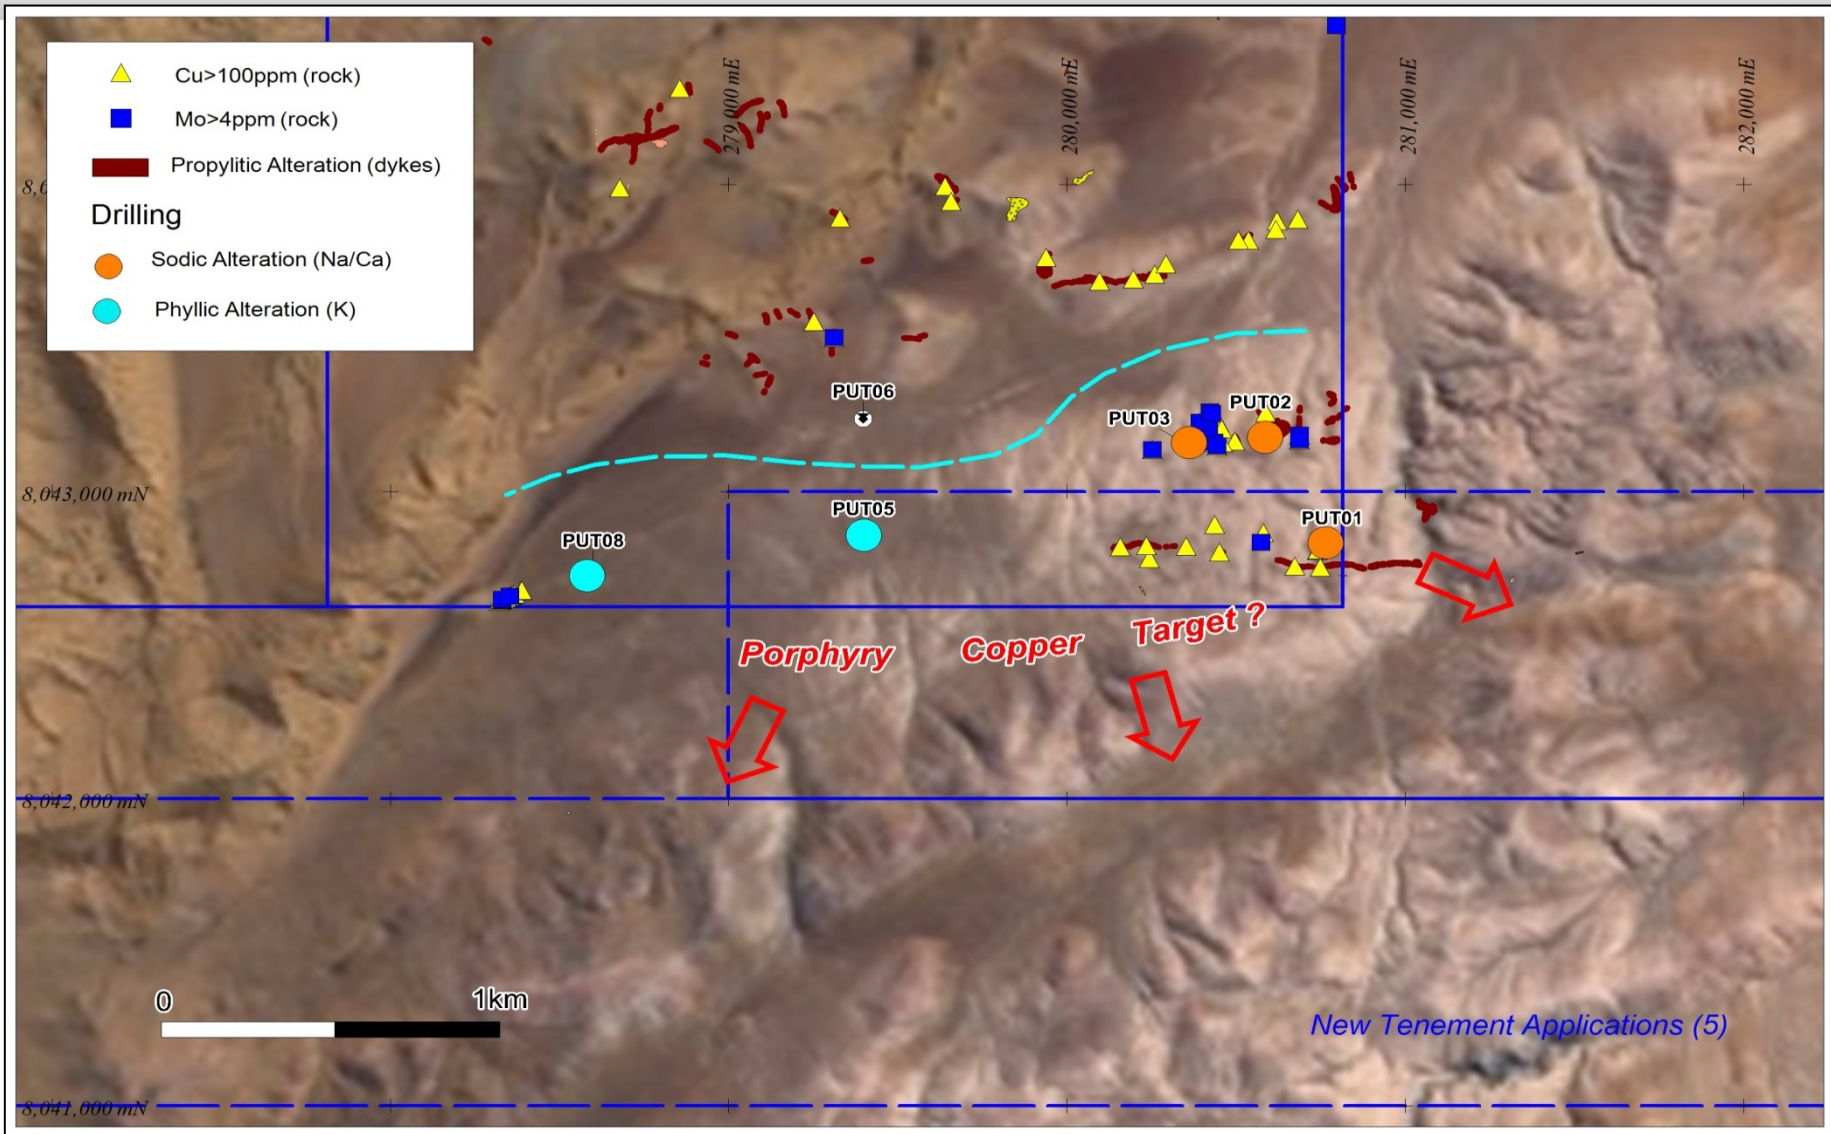 Cu>100ppm (rock)
Mo>4ppm (rock)
Propylitic Alteration (dykes)
Drilling
Sodic Alteration (Na/Ca)
Phyllic Alteration (K)
279,000 mE
280,000 mE
281,000 mE
282,000 mE
8,0
PUT06
PUT03
PUT02
8,043,000 mN
PUT05
PUT01
PUT08
Porphyry Copper Target ?
8,042,000 mN
0 1km
New Tenement Applications (5)
8,041,000 mN